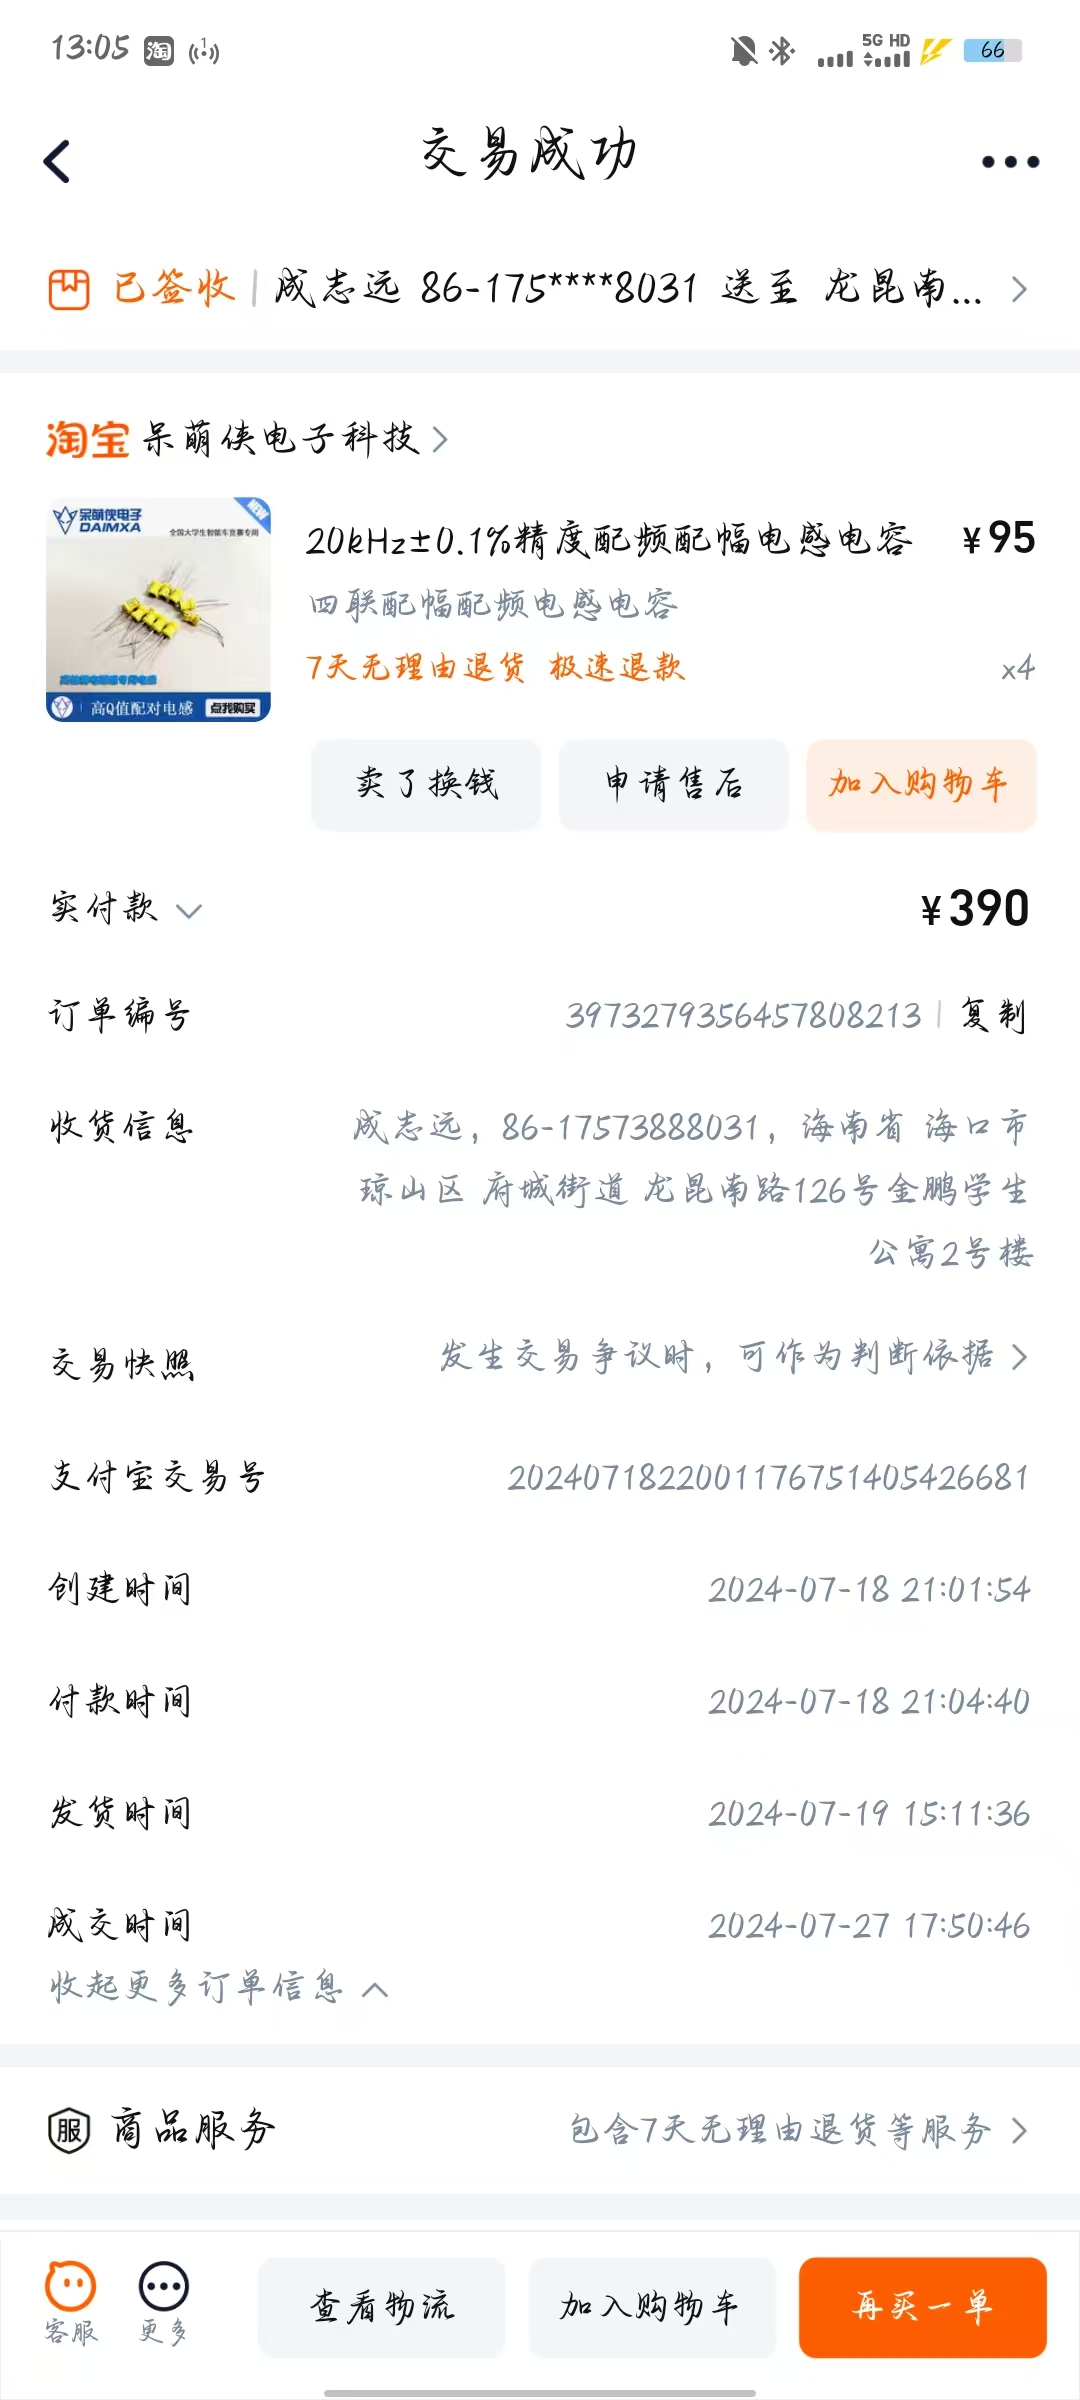 13:05 淘 5G HD 66
交易成功
已签收 | 成志远 86-175****8031 送至 龙昆南...
淘宝 呆萌侠电子科技
呆萌侠电子
DAIMXA
NEW
全国大学生智能车竞赛专用
高Q值配对电感 点我购买
20kHz±0.1%精度配频配幅电感电容 ¥95
四联配幅配频电感电容
7天无理由退货 极速退款 x4
卖了换钱 申请售后 加入购物车
实付款 ¥390
订单编号 3973279356457808213 | 复制
收货信息 成志远，86-17573888031，海南省 海口市
琼山区 府城街道 龙昆南路126号金鹏学生
公寓2号楼
交易快照 发生交易争议时，可作为判断依据
支付宝交易号 2024071822001176751405426681
创建时间 2024-07-18 21:01:54
付款时间 2024-07-18 21:04:40
发货时间 2024-07-19 15:11:36
成交时间 2024-07-27 17:50:46
收起更多订单信息
服 商品服务 包含7天无理由退货等服务
客服 更多 查看物流 加入购物车 再买一单